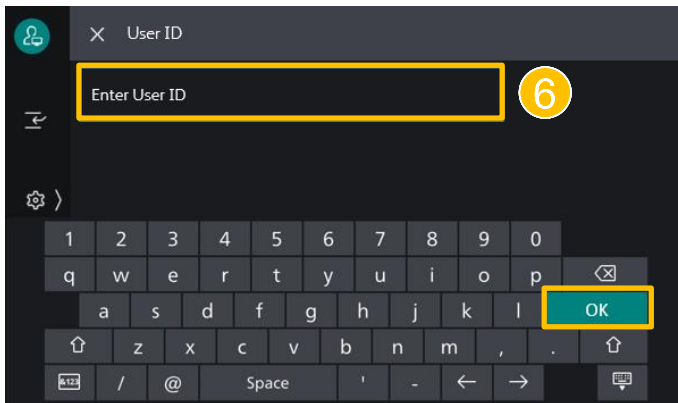 User ID
Enter User ID
6
1 2 3 4 5 6 7 8 9 0
q w e r t y u i o p
a s d f g h j k l OK
z x c v b n m , .
&123 / @ Space ' -